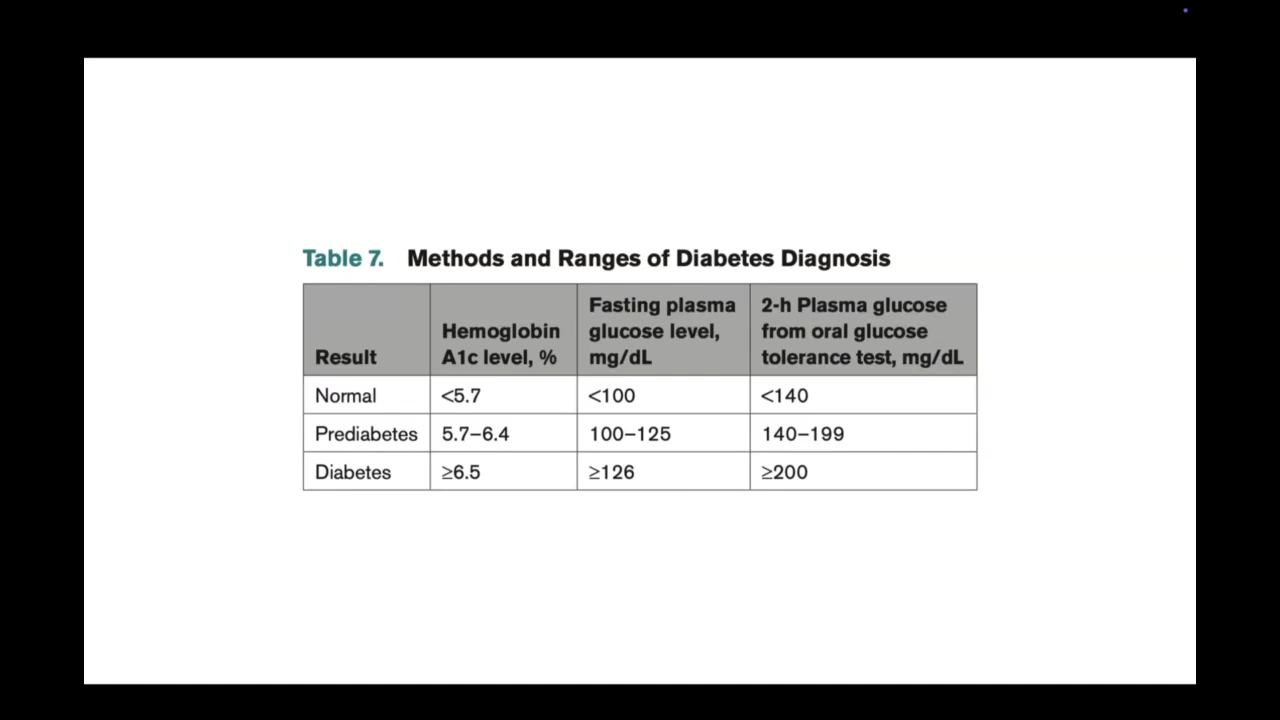 Table 7. Methods and Ranges of Diabetes Diagnosis
Result
Hemoglobin
A1c level, %
Fasting plasma
glucose level,
mg/dL
2-h Plasma glucose
from oral glucose
tolerance test, mg/dL
Normal <5.7 <100 <140
Prediabetes 5.7–6.4 100–125 140–199
Diabetes ≥6.5 ≥126 ≥200